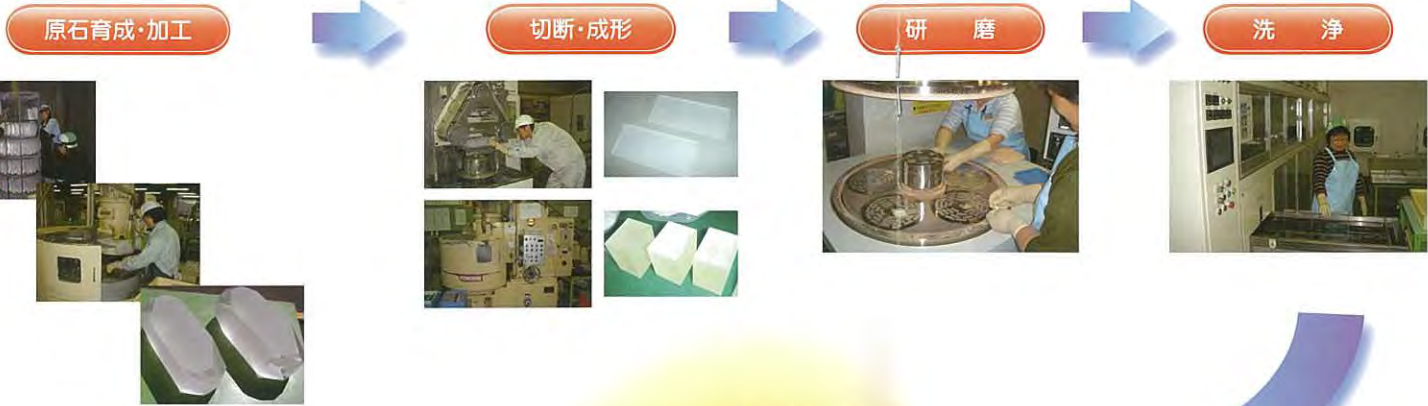 原石育成・加工
切断・成形
研　磨
洗　浄